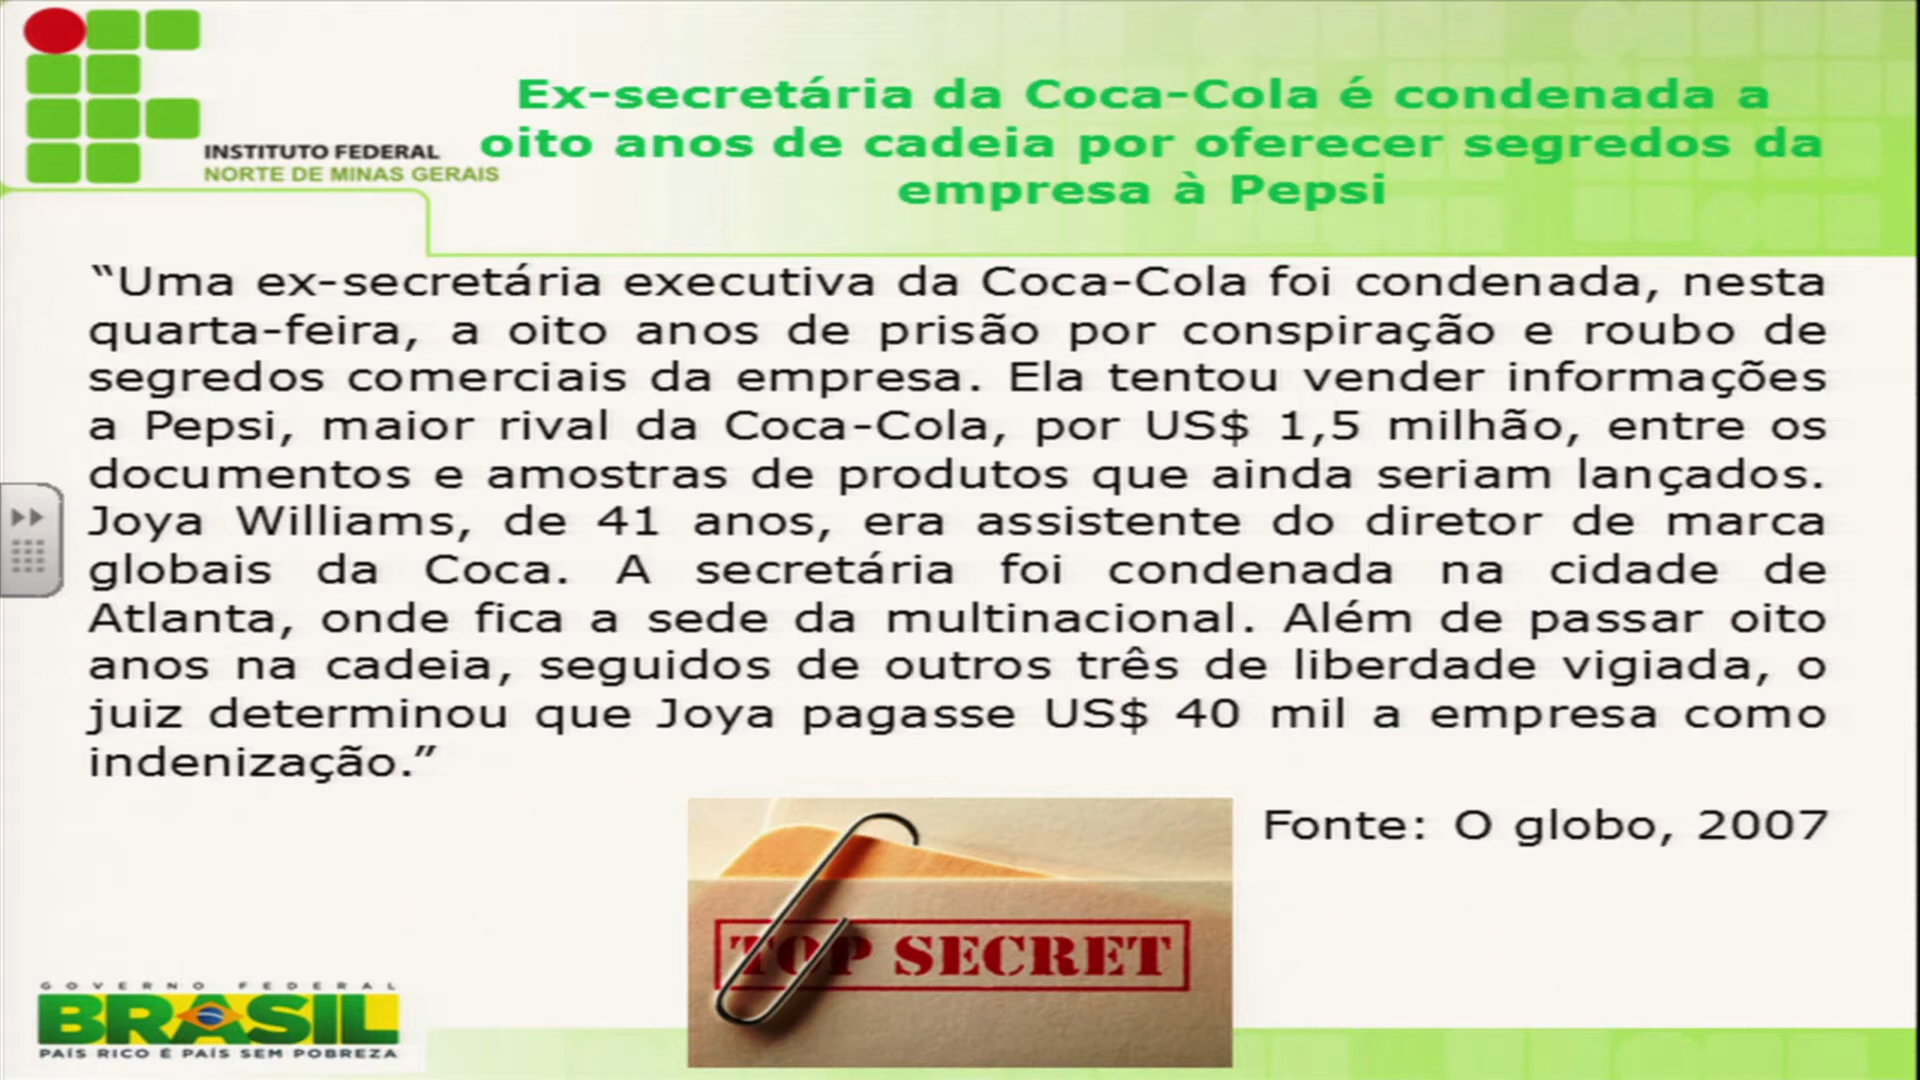 INSTITUTO FEDERAL
NORTE DE MINAS GERAIS
Ex-secretária da Coca-Cola é condenada a
oito anos de cadeia por oferecer segredos da
empresa à Pepsi
“Uma ex-secretária executiva da Coca-Cola foi condenada, nesta
quarta-feira, a oito anos de prisão por conspiração e roubo de
segredos comerciais da empresa. Ela tentou vender informações
a Pepsi, maior rival da Coca-Cola, por US$ 1,5 milhão, entre os
documentos e amostras de produtos que ainda seriam lançados.
Joya Williams, de 41 anos, era assistente do diretor de marca
globais da Coca. A secretária foi condenada na cidade de
Atlanta, onde fica a sede da multinacional. Além de passar oito
anos na cadeia, seguidos de outros três de liberdade vigiada, o
juiz determinou que Joya pagasse US$ 40 mil a empresa como
indenização.”
Fonte: O globo, 2007
TOP SECRET
GOVERNO FEDERAL
BRASIL
PAÍS RICO É PAÍS SEM POBREZA